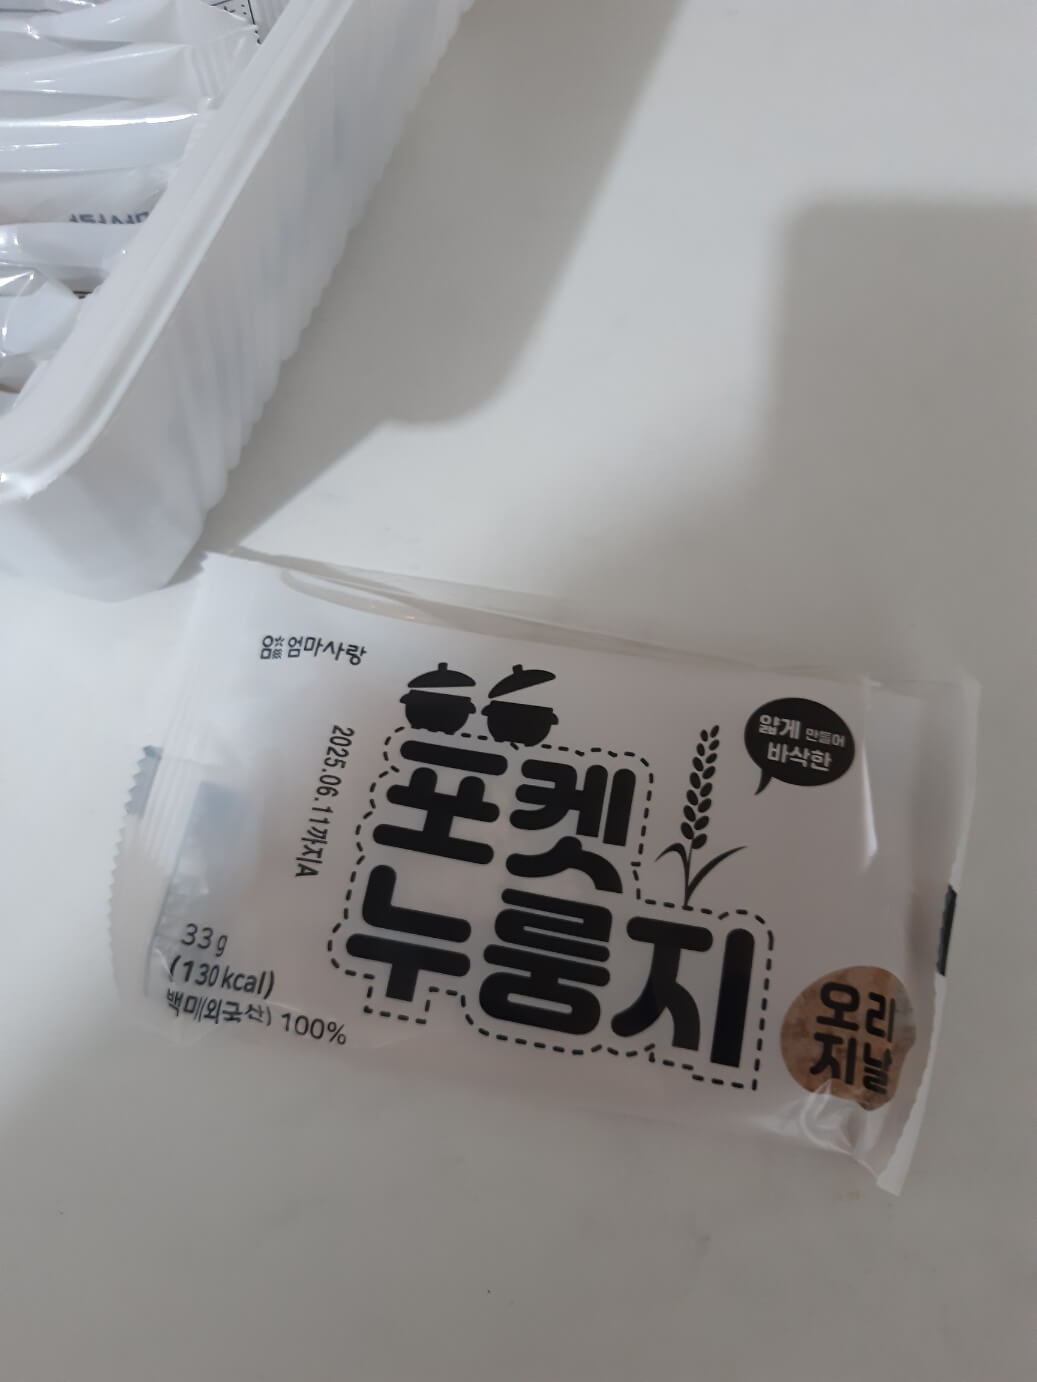 엄마사랑
얇게 만들어
바삭한
포켓
누룽지
2025.06.11까지A
33g
(130kcal)
백미(외국산) 100%
오리
지날